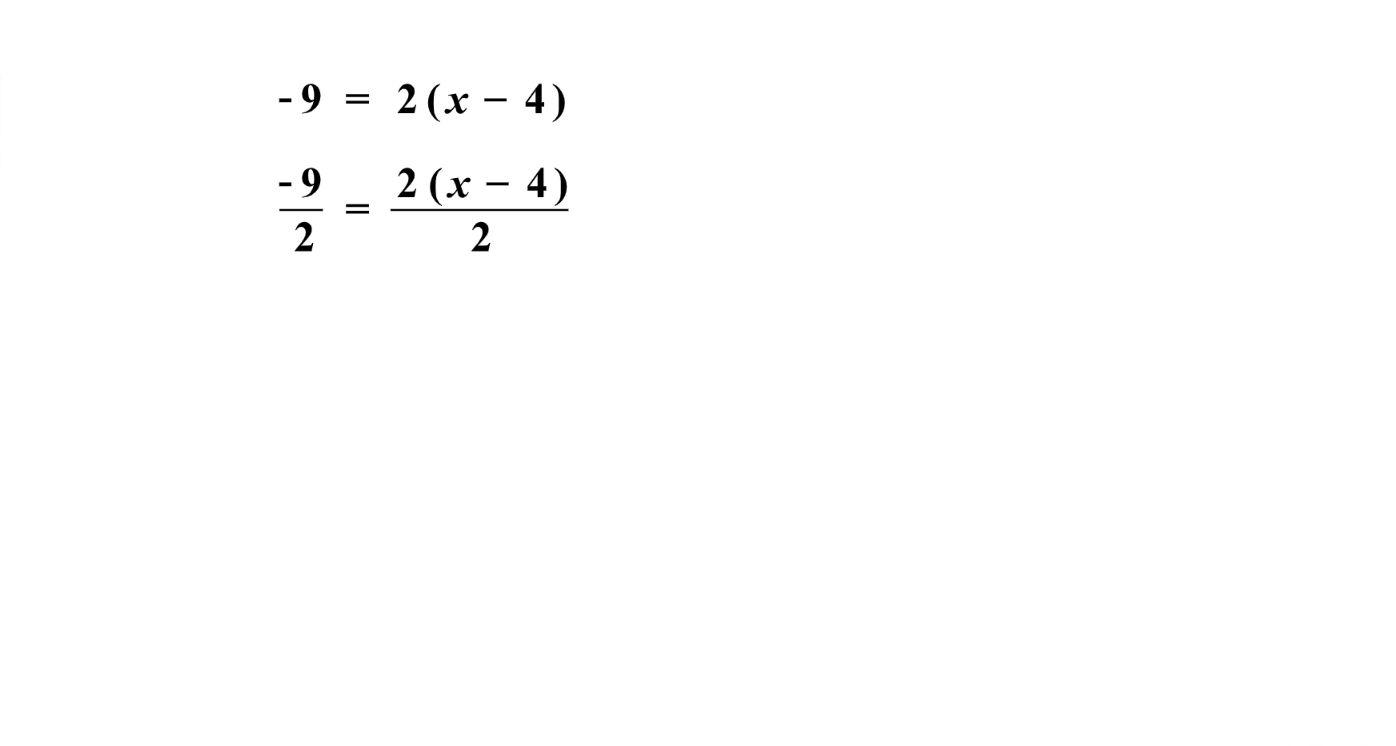 -9 = 2(x − 4)
-9/2 = 2(x − 4)/2